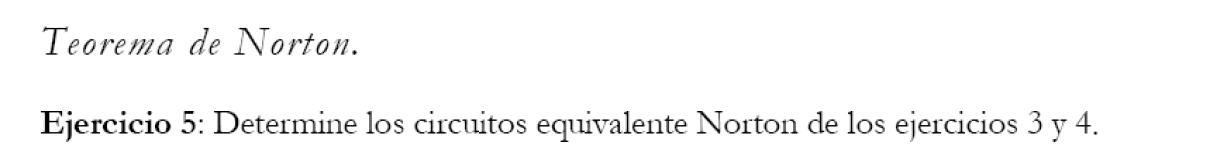 Teorema de Norton.
Ejercicio 5: Determine los circuitos equivalente Norton de los ejercicios 3 y 4.